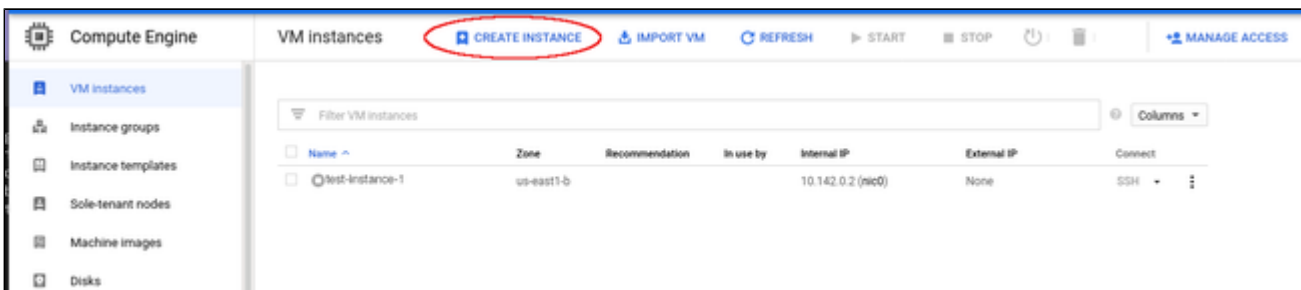 Compute Engine
VM instances
CREATE INSTANCE
IMPORT VM
REFRESH
START
STOP
MANAGE ACCESS
VM instances
Instance groups
Instance templates
Sole-tenant nodes
Machine images
Disks
Filter VM instances
Columns
Name Zone Recommendation In use by Internal IP External IP Connect
test-instance-1 us-east1-b 10.142.0.2 (nic0) None SSH